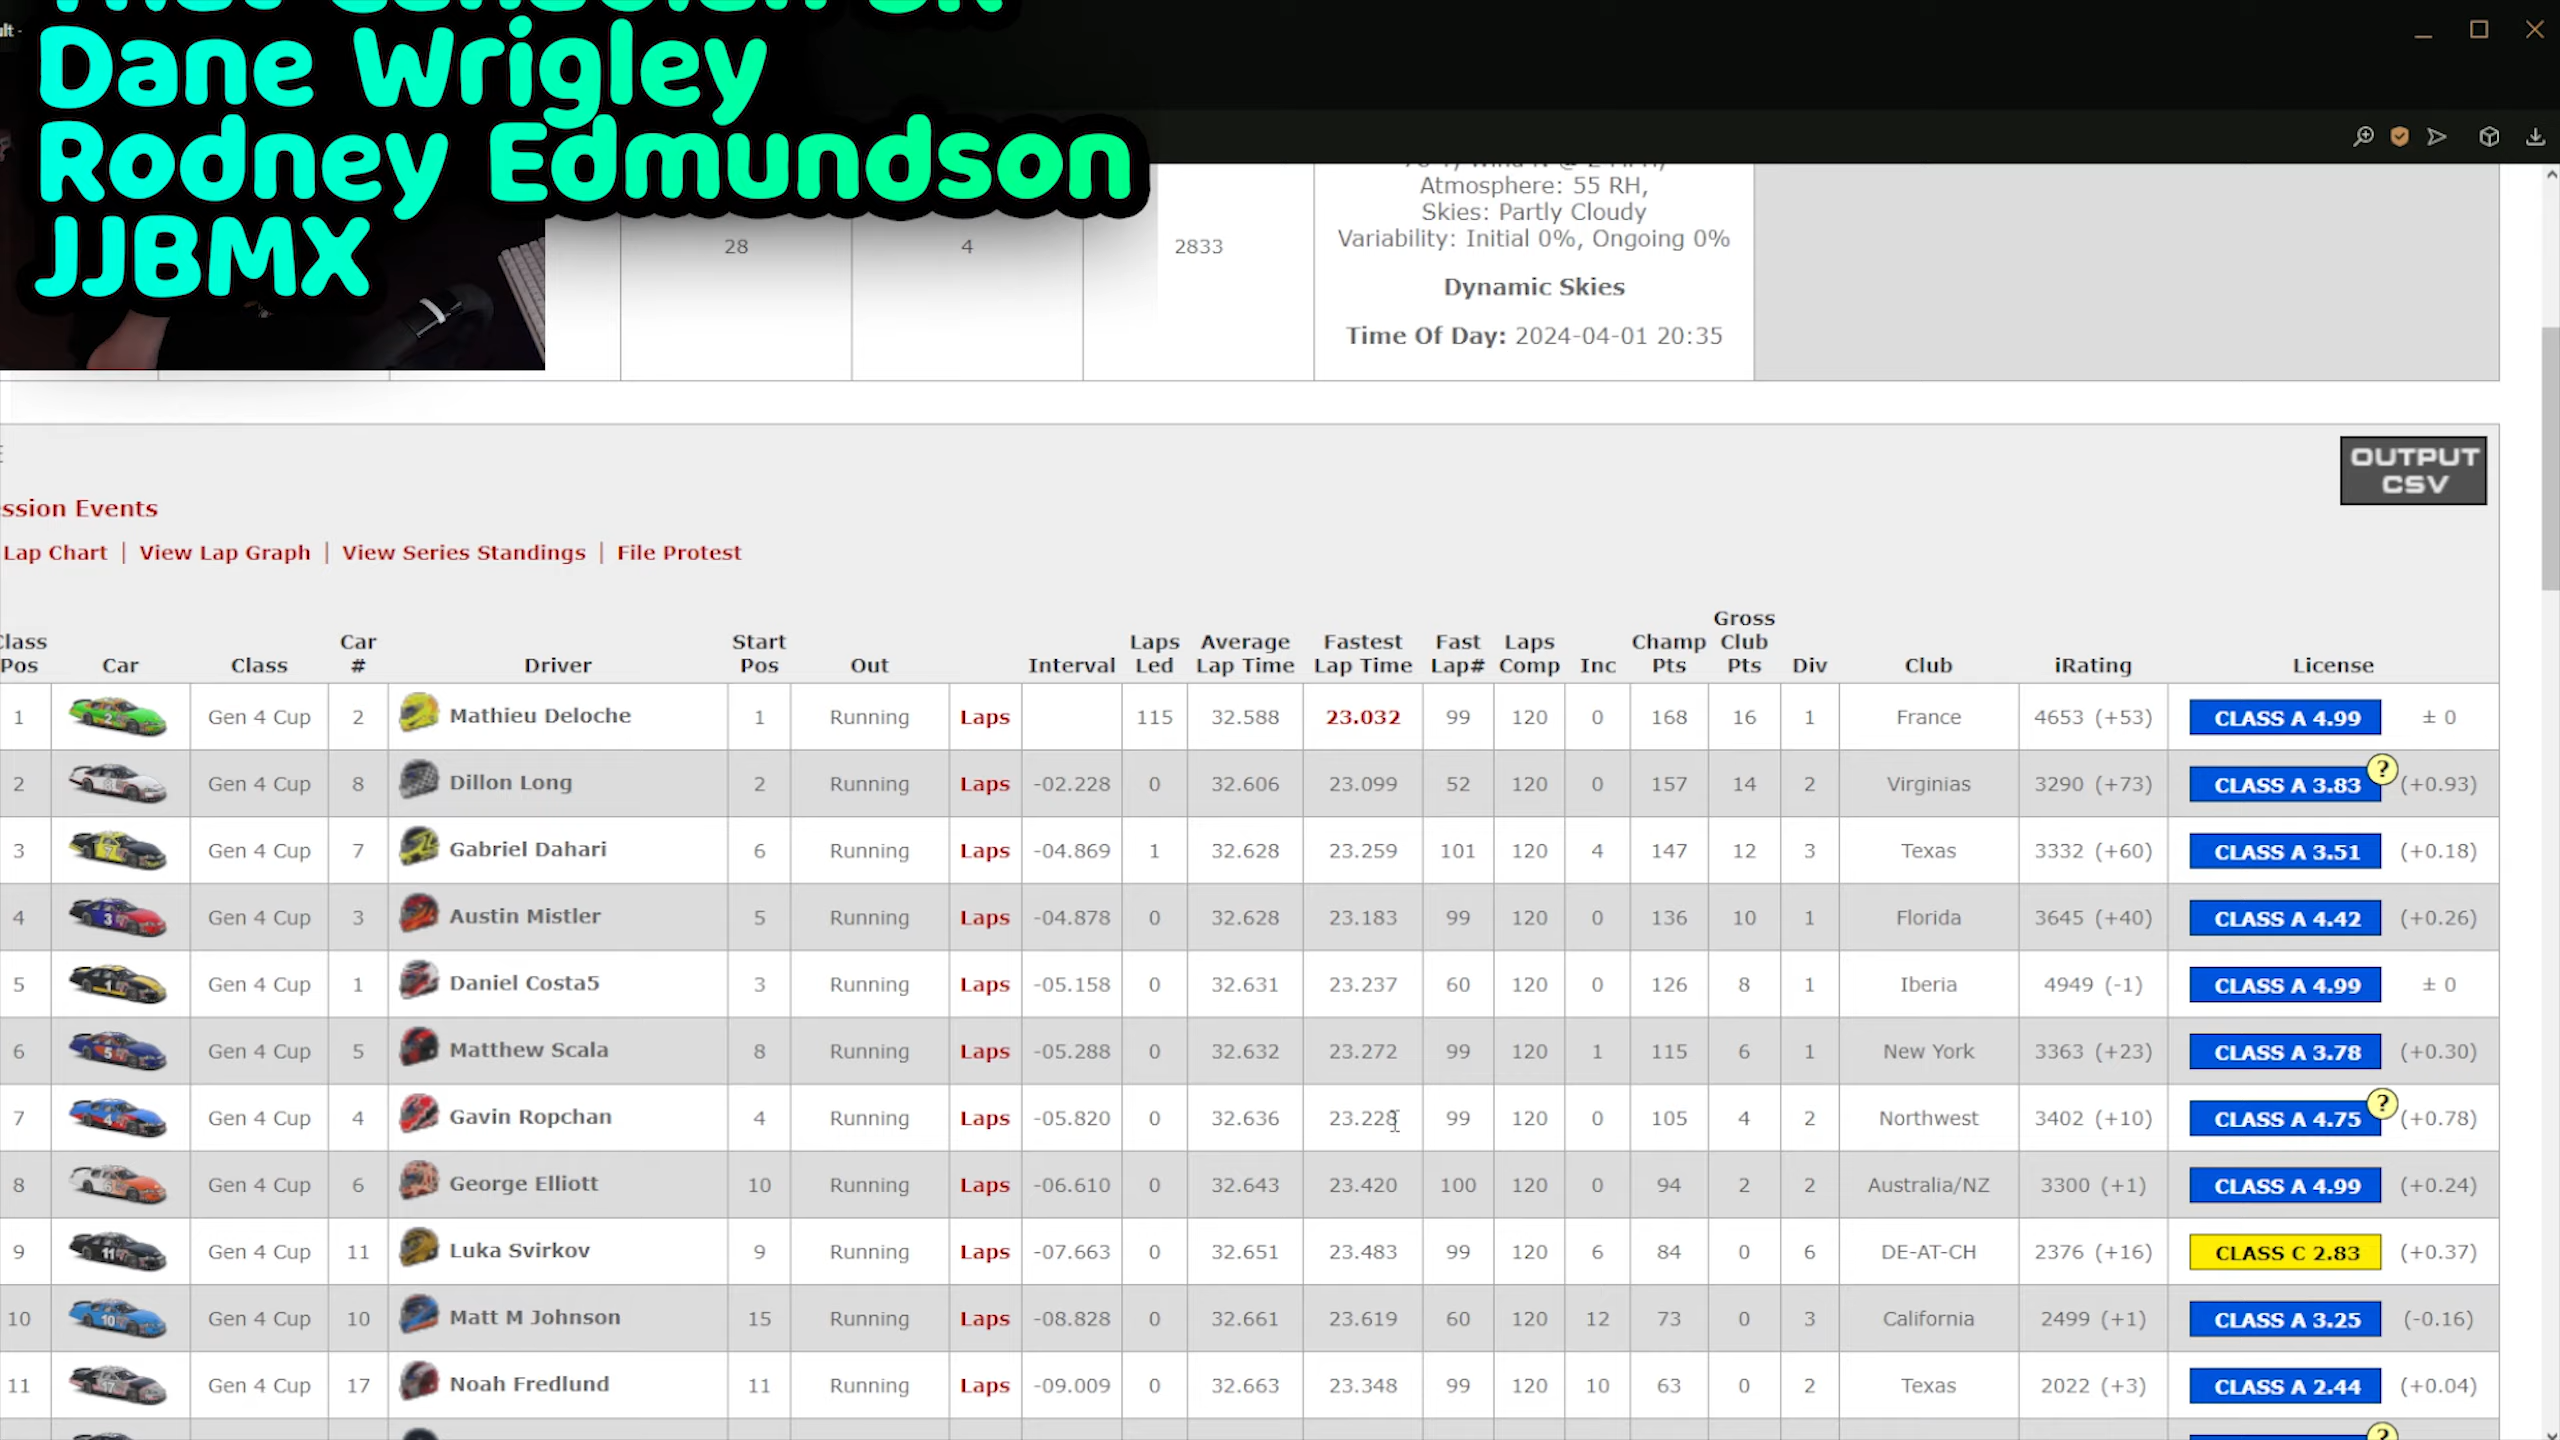 Dane Wrigley
Rodney Edmundson
JJBMX
28 4 2833
Atmosphere: 55 RH,
Skies: Partly Cloudy
Variability: Initial 0%, Ongoing 0%
Dynamic Skies
Time Of Day: 2024-04-01 20:35
OUTPUT
CSV
ssion Events
Lap Chart | View Lap Graph | View Series Standings | File Protest
Class Pos Car Class Car # Driver Start Pos Out Interval Laps Led Average Lap Time Fastest Lap Time Fast Lap# Laps Comp Inc Champ Pts Gross Club Pts Div Club iRating License
1 2 Gen 4 Cup 2 Mathieu Deloche 1 Running Laps 115 32.588 23.032 99 120 0 168 16 1 France 4653 (+53) CLASS A 4.99 ± 0
2 8 Gen 4 Cup 8 Dillon Long 2 Running Laps -02.228 0 32.606 23.099 52 120 0 157 14 2 Virginias 3290 (+73) CLASS A 3.83 ? (+0.93)
3 7 Gen 4 Cup 7 Gabriel Dahari 6 Running Laps -04.869 1 32.628 23.259 101 120 4 147 12 3 Texas 3332 (+60) CLASS A 3.51 (+0.18)
4 3 Gen 4 Cup 3 Austin Mistler 5 Running Laps -04.878 0 32.628 23.183 99 120 0 136 10 1 Florida 3645 (+40) CLASS A 4.42 (+0.26)
5 1 Gen 4 Cup 1 Daniel Costa5 3 Running Laps -05.158 0 32.631 23.237 60 120 0 126 8 1 Iberia 4949 (-1) CLASS A 4.99 ± 0
6 5 Gen 4 Cup 5 Matthew Scala 8 Running Laps -05.288 0 32.632 23.272 99 120 1 115 6 1 New York 3363 (+23) CLASS A 3.78 (+0.30)
7 4 Gen 4 Cup 4 Gavin Ropchan 4 Running Laps -05.820 0 32.636 23.228 99 120 0 105 4 2 Northwest 3402 (+10) CLASS A 4.75 ? (+0.78)
8 6 Gen 4 Cup 6 George Elliott 10 Running Laps -06.610 0 32.643 23.420 100 120 0 94 2 2 Australia/NZ 3300 (+1) CLASS A 4.99 (+0.24)
9 11 Gen 4 Cup 11 Luka Svirkov 9 Running Laps -07.663 0 32.651 23.483 99 120 6 84 0 6 DE-AT-CH 2376 (+16) CLASS C 2.83 (+0.37)
10 10 Gen 4 Cup 10 Matt M Johnson 15 Running Laps -08.828 0 32.661 23.619 60 120 12 73 0 3 California 2499 (+1) CLASS A 3.25 (-0.16)
11 17 Gen 4 Cup 17 Noah Fredlund 11 Running Laps -09.009 0 32.663 23.348 99 120 10 63 0 2 Texas 2022 (+3) CLASS A 2.44 (+0.04)
?